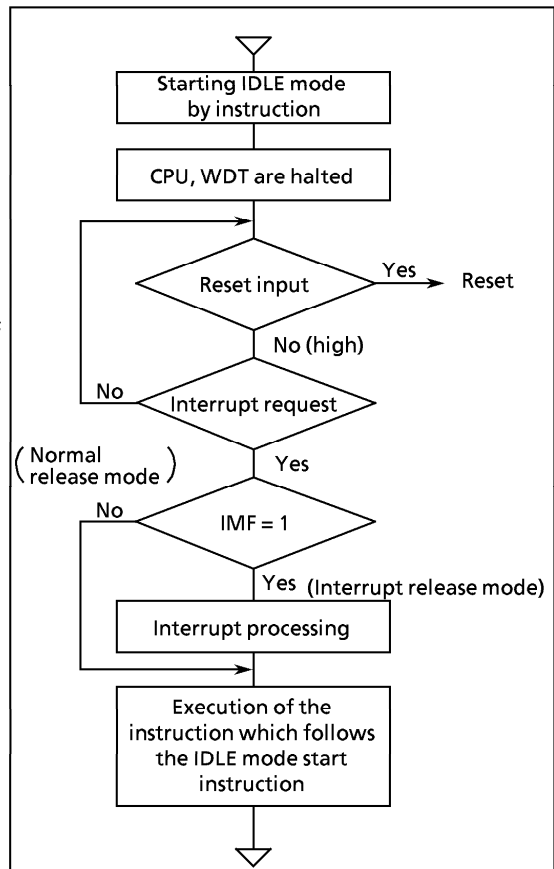 Starting IDLE mode
by instruction
CPU, WDT are halted
Reset input
Yes
Reset
No (high)
No
Interrupt request
(Normal
release mode)
Yes
No
IMF = 1
Yes
(Interrupt release mode)
Interrupt processing
Execution of the
instruction which follows
the IDLE mode start
instruction